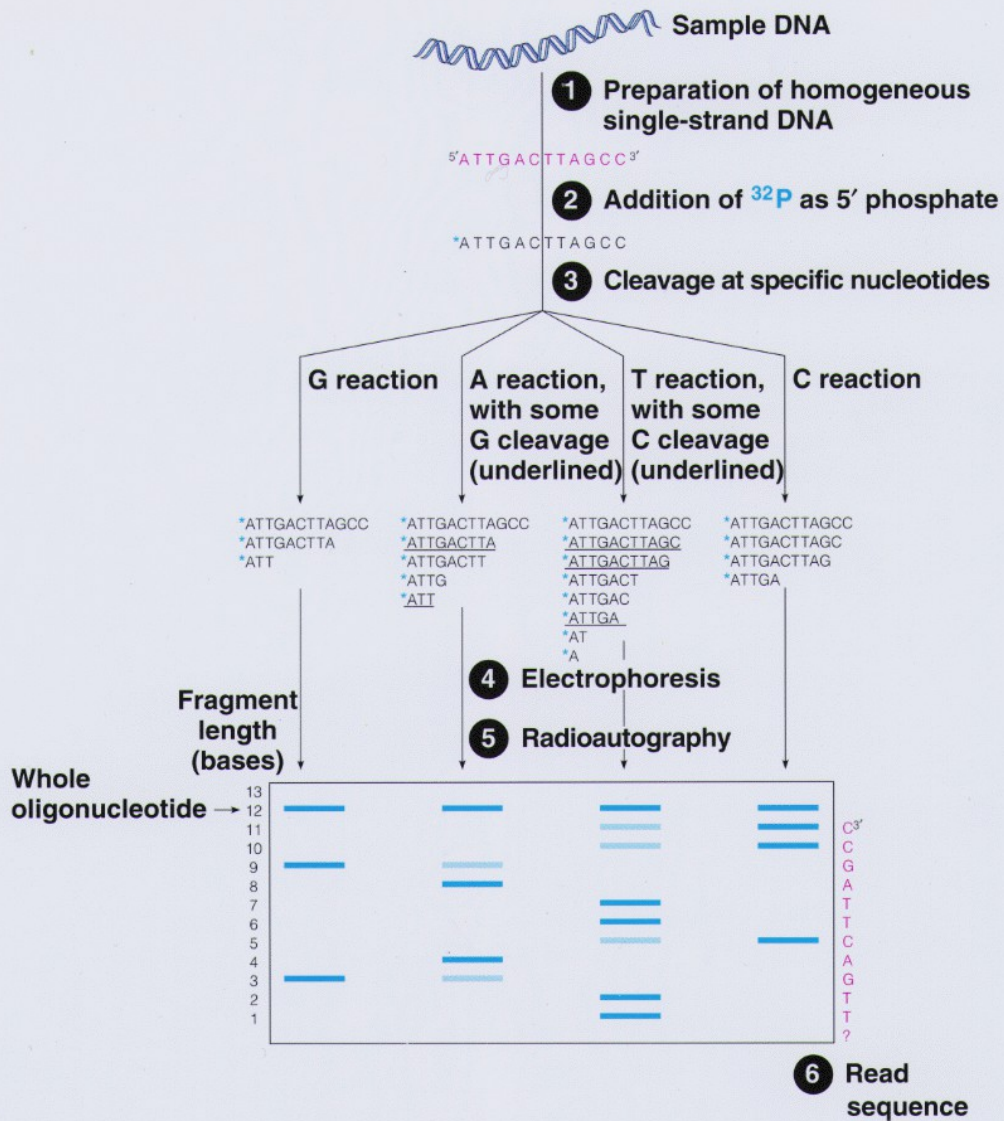 Sample DNA
1 Preparation of homogeneous
single-strand DNA
5′ATTGACTTAGCC3′
2 Addition of ³²P as 5′ phosphate
*ATTGACTTAGCC
3 Cleavage at specific nucleotides
G reaction
A reaction,
with some
G cleavage
(underlined)
T reaction,
with some
C cleavage
(underlined)
C reaction
*ATTGACTTAGCC
*ATTGACTTA
*ATT
*ATTGACTTAGCC
*ATTGACTTA
*ATTGACTT
*ATTG
*ATT
*ATTGACTTAGCC
*ATTGACTTAGC
*ATTGACTTAG
*ATTGACT
*ATTGAC
*ATTGA
*AT
*A
*ATTGACTTAGCC
*ATTGACTTAGC
*ATTGACTTAG
*ATTGA
4 Electrophoresis
5 Radioautography
Fragment
length
(bases)
Whole
oligonucleotide
13
12
11
10
9
8
7
6
5
4
3
2
1
C3′
C
G
A
T
T
C
A
G
T
T
?
6 Read
sequence